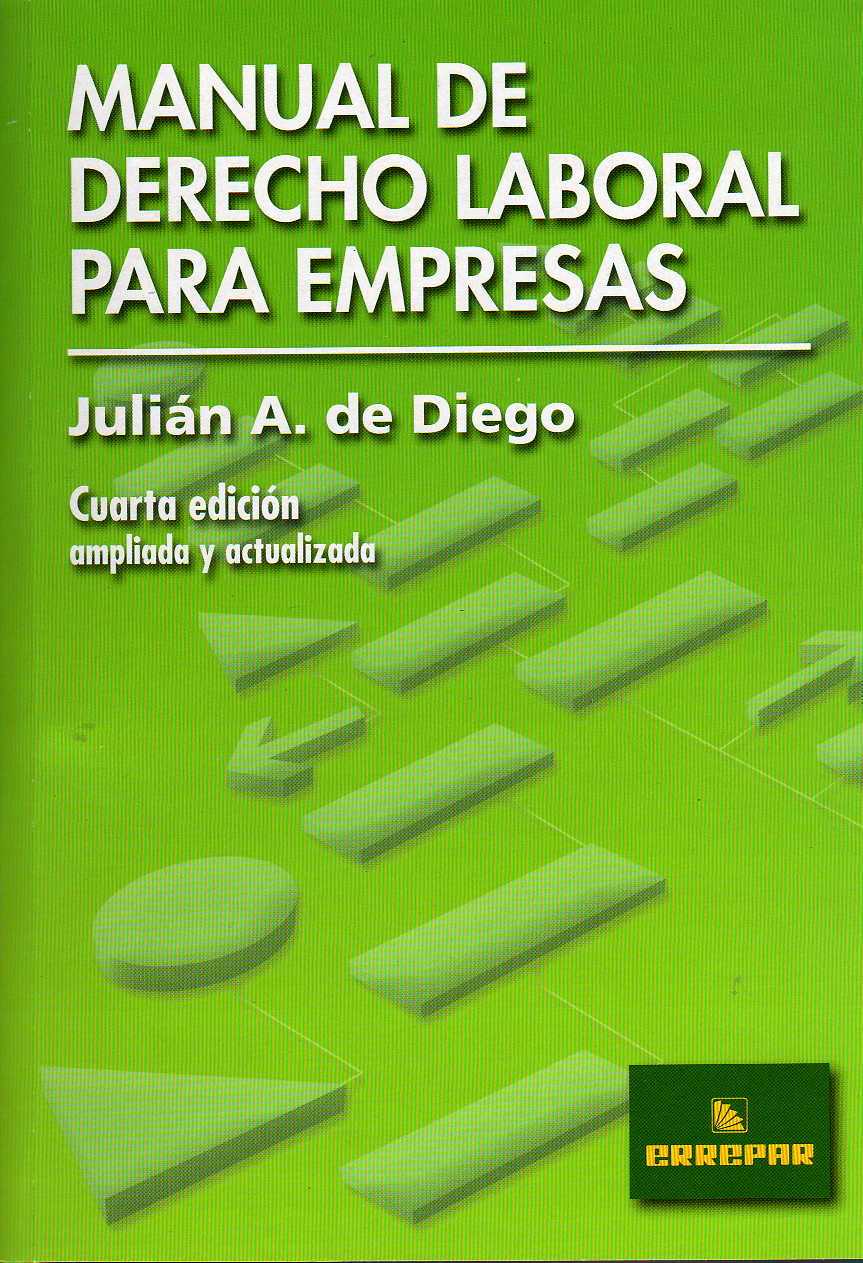 MANUAL DE
DERECHO LABORAL
PARA EMPRESAS
Julián A. de Diego
Cuarta edición
ampliada y actualizada
ERREPAR